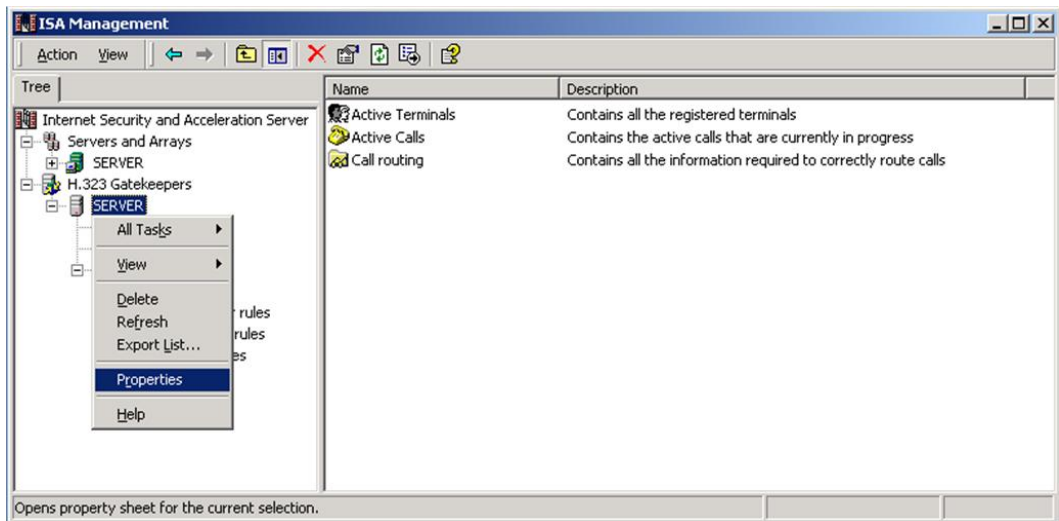 ISA Management
Action View
Tree
Name Description
Internet Security and Acceleration Server
Servers and Arrays
SERVER
H.323 Gatekeepers
SERVER
Active Terminals Contains all the registered terminals
Active Calls Contains the active calls that are currently in progress
Call routing Contains all the information required to correctly route calls
All Tasks
View
Delete
Refresh
Export List...
Properties
Help
rules
rules
Opens property sheet for the current selection.